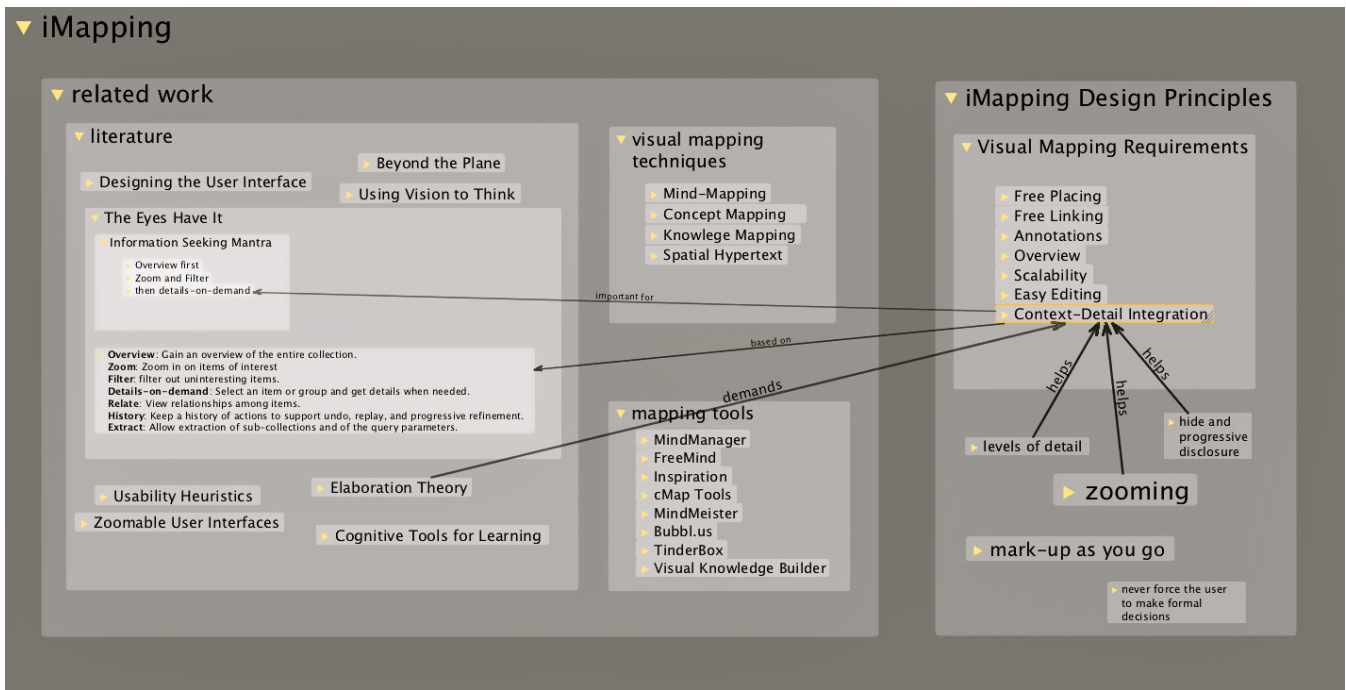 iMapping
related work
literature
Beyond the Plane
Designing the User Interface
Using Vision to Think
The Eyes Have It
Information Seeking Mantra
Overview first
Zoom and Filter
then details-on-demand
Overview: Gain an overview of the entire collection.
Zoom: Zoom in on items of interest
Filter: filter out uninteresting items.
Details-on-demand: Select an item or group and get details when needed.
Relate: View relationships among items.
History: Keep a history of actions to support undo, replay, and progressive refinement.
Extract: Allow extraction of sub-collections and of the query parameters.
Usability Heuristics
Elaboration Theory
Zoomable User Interfaces
Cognitive Tools for Learning
visual mapping
techniques
Mind-Mapping
Concept Mapping
Knowlege Mapping
Spatial Hypertext
important for
based on
demands
mapping tools
MindManager
FreeMind
Inspiration
cMap Tools
MindMeister
Bubbl.us
TinderBox
Visual Knowledge Builder
iMapping Design Principles
Visual Mapping Requirements
Free Placing
Free Linking
Annotations
Overview
Scalability
Easy Editing
Context-Detail Integration
helps
helps
helps
levels of detail
hide and
progressive
disclosure
zooming
mark-up as you go
never force the user
to make formal
decisions